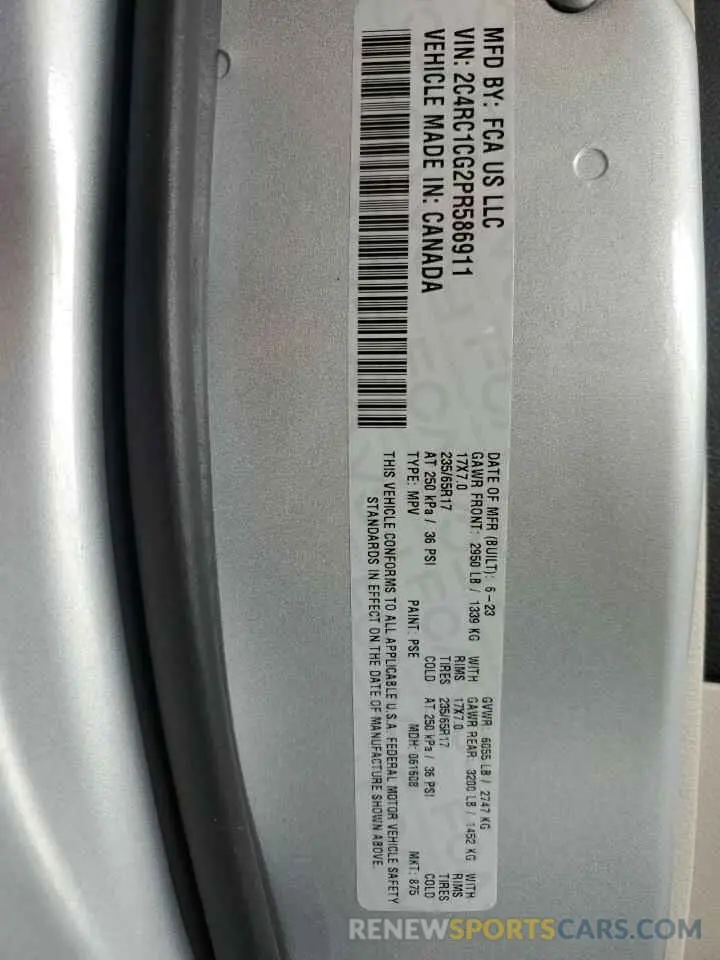 MFD BY: FCA US LLC
VIN: 2C4RC1CG2PR586911
VEHICLE MADE IN: CANADA
DATE OF MFR (BUILT): 6-23 GVWR 6055 LB / 2747 KG
GAWR FRONT: 2950 LB / 1339 KG WITH GAWR REAR: 3200 LB / 1452 KG WITH
17X7.0 RIMS 17X7.0 RIMS
235/65R17 TIRES 235/65R17 TIRES
AT 250 kPa / 36 PSI COLD AT 250 kPa / 36 PSI COLD
TYPE: MPV PAINT: PSE MDH: 061608 MKT: 875
THIS VEHICLE CONFORMS TO ALL APPLICABLE U.S.A. FEDERAL MOTOR VEHICLE SAFETY
STANDARDS IN EFFECT ON THE DATE OF MANUFACTURE SHOWN ABOVE.
RENEWSPORTSCARS.COM